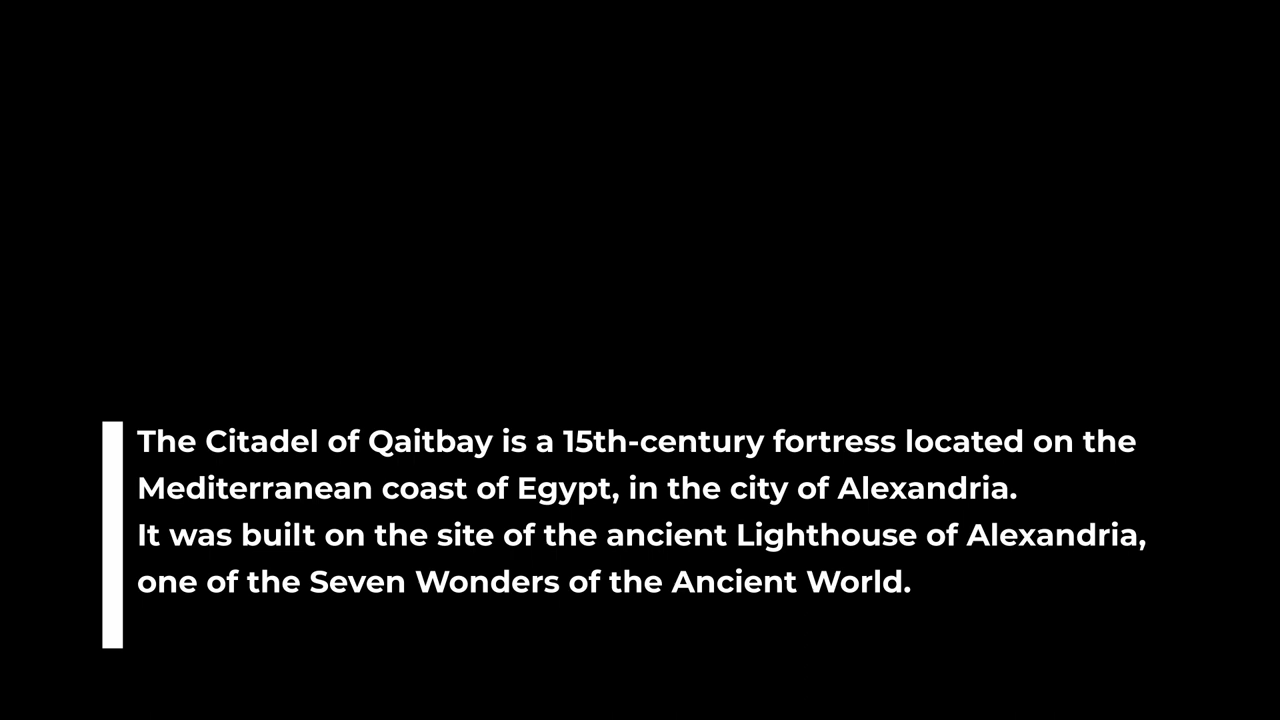 The Citadel of Qaitbay is a 15th-century fortress located on the
Mediterranean coast of Egypt, in the city of Alexandria.
It was built on the site of the ancient Lighthouse of Alexandria,
one of the Seven Wonders of the Ancient World.